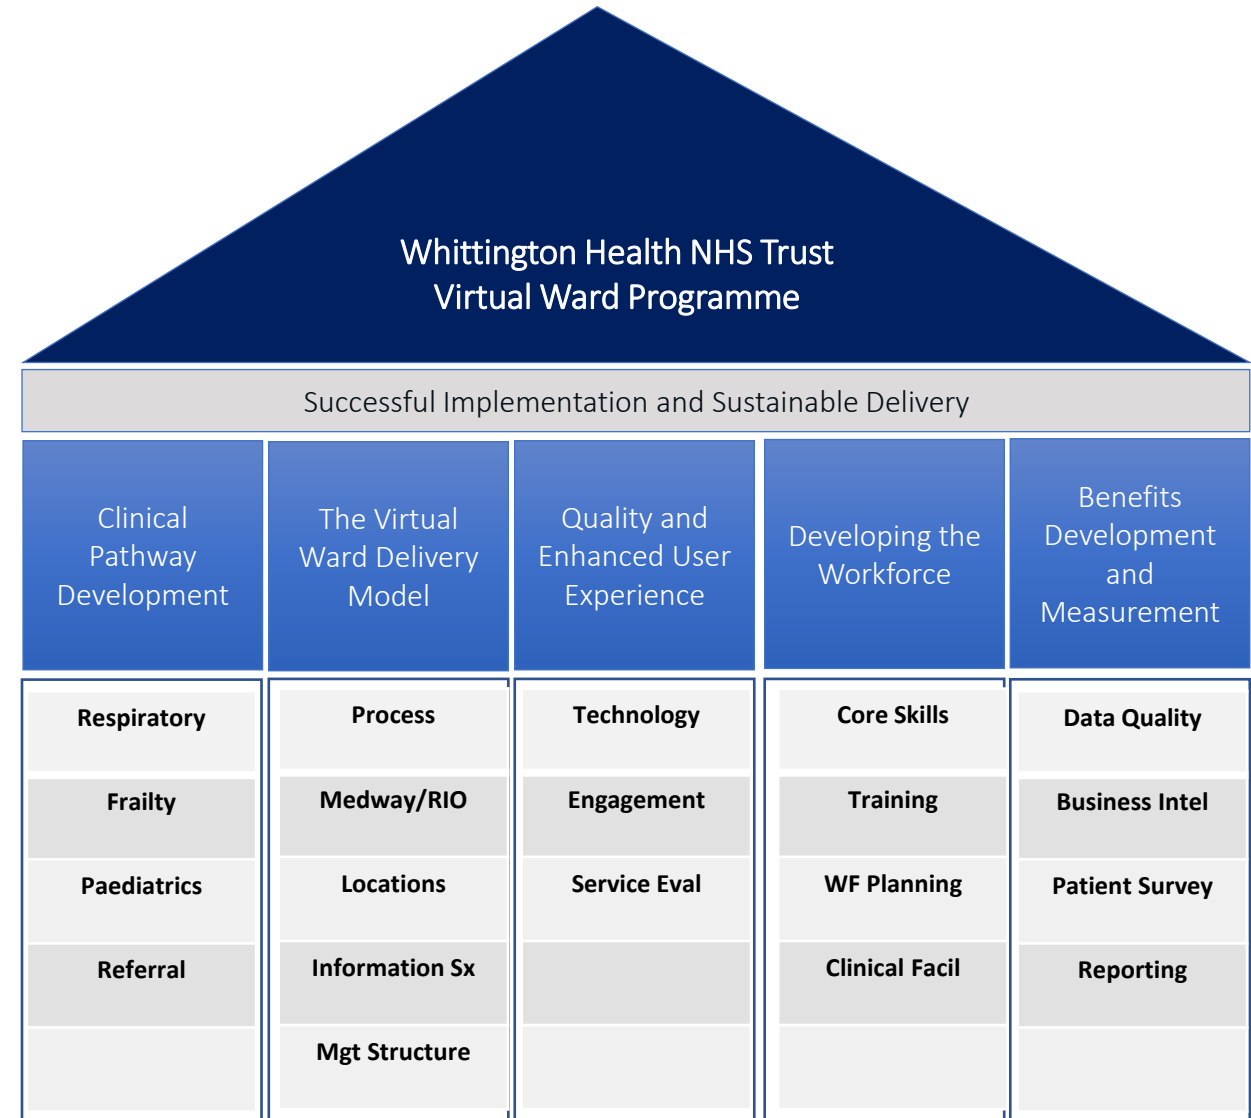 Whittington Health NHS Trust
Virtual Ward Programme
Successful Implementation and Sustainable Delivery
Clinical
Pathway
Development
The Virtual
Ward Delivery
Model
Quality and
Enhanced User
Experience
Developing the
Workforce
Benefits
Development
and
Measurement
Respiratory
Frailty
Paediatrics
Referral
Process
Medway/RIO
Locations
Information Sx
Mgt Structure
Technology
Engagement
Service Eval
Core Skills
Training
WF Planning
Clinical Facil
Data Quality
Business Intel
Patient Survey
Reporting